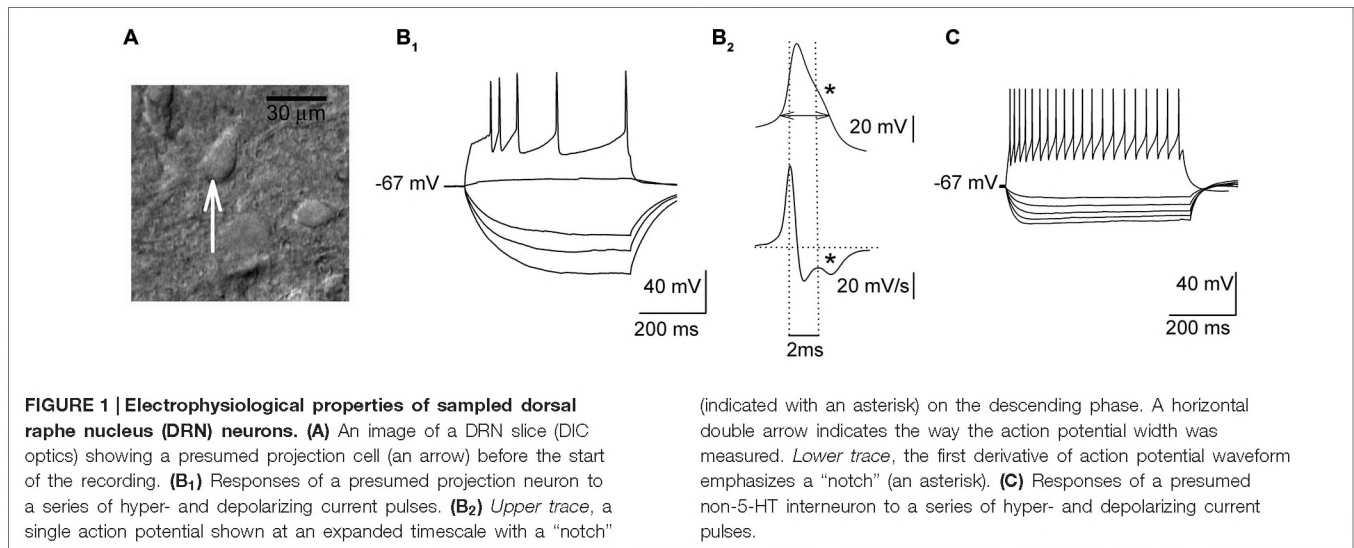 A
B1
B2
C
30 μm
-67 mV
40 mV
200 ms
*
20 mV
*
20 mV/s
2ms
-67 mV
40 mV
200 ms
FIGURE 1 | Electrophysiological properties of sampled dorsal
raphe nucleus (DRN) neurons. (A) An image of a DRN slice (DIC
optics) showing a presumed projection cell (an arrow) before the start
of the recording. (B1) Responses of a presumed projection neuron to
a series of hyper- and depolarizing current pulses. (B2) Upper trace, a
single action potential shown at an expanded timescale with a “notch”
(indicated with an asterisk) on the descending phase. A horizontal
double arrow indicates the way the action potential width was
measured. Lower trace, the first derivative of action potential waveform
emphasizes a “notch” (an asterisk). (C) Responses of a presumed
non-5-HT interneuron to a series of hyper- and depolarizing current
pulses.